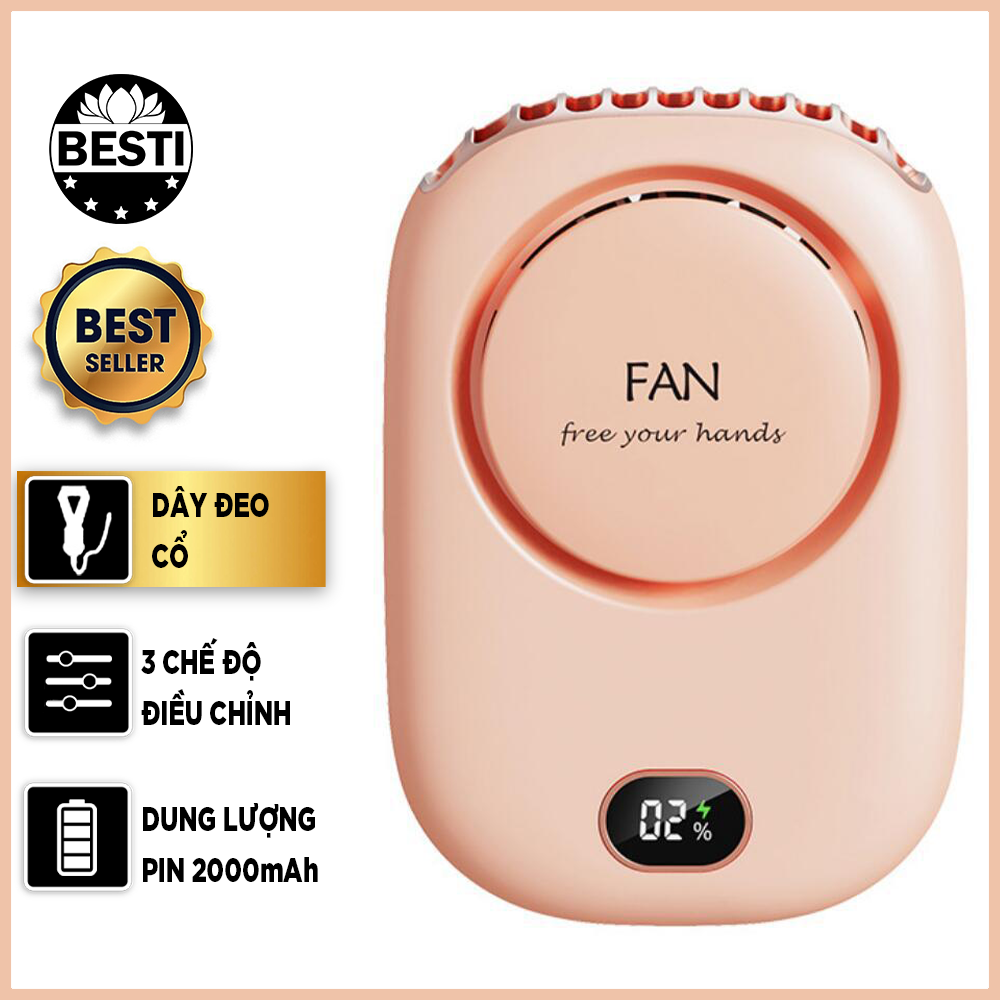 BESTI
BEST
SELLER
DÂY ĐEO
CỔ
3 CHẾ ĐỘ
ĐIỀU CHỈNH
DUNG LƯỢNG
PIN 2000mAh
FAN
free your hands
02%